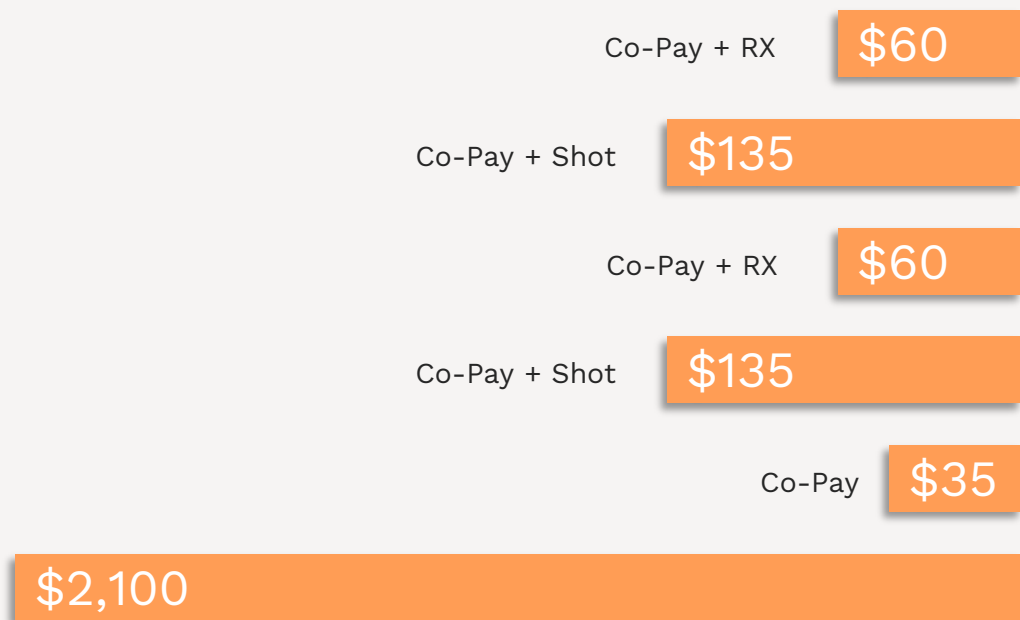 Co-Pay + RX $60
Co-Pay + Shot $135
Co-Pay + RX $60
Co-Pay + Shot $135
Co-Pay $35
$2,100